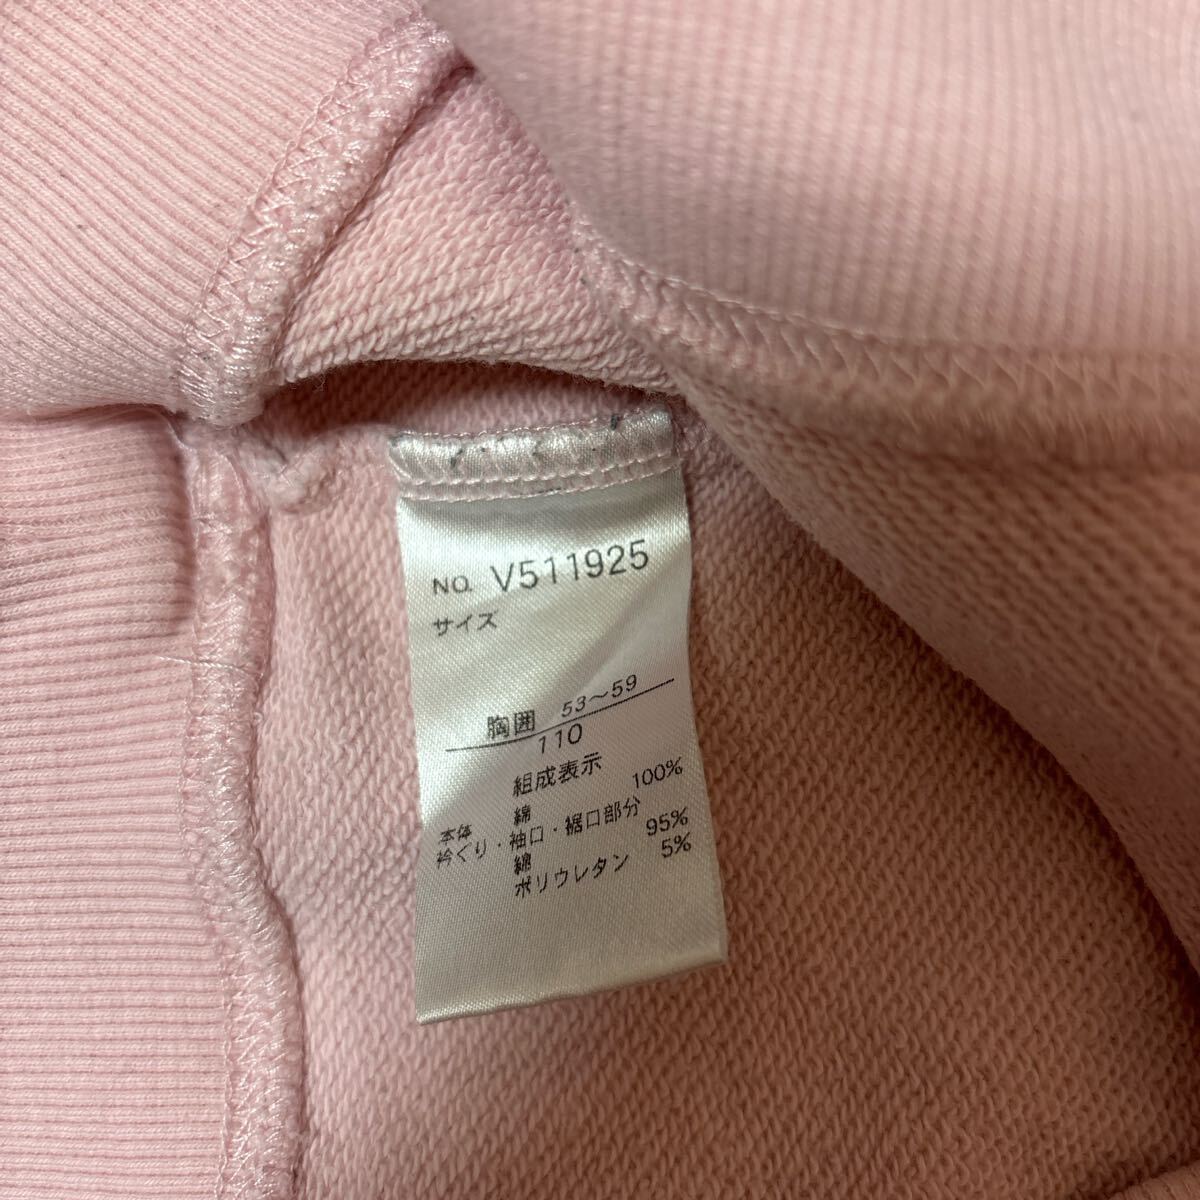 NO. V511925
サイズ
胸囲 53〜59
110
組成表示
本体 綿 100%
衿ぐり・袖口・裾口部分
綿 95%
ポリウレタン 5%